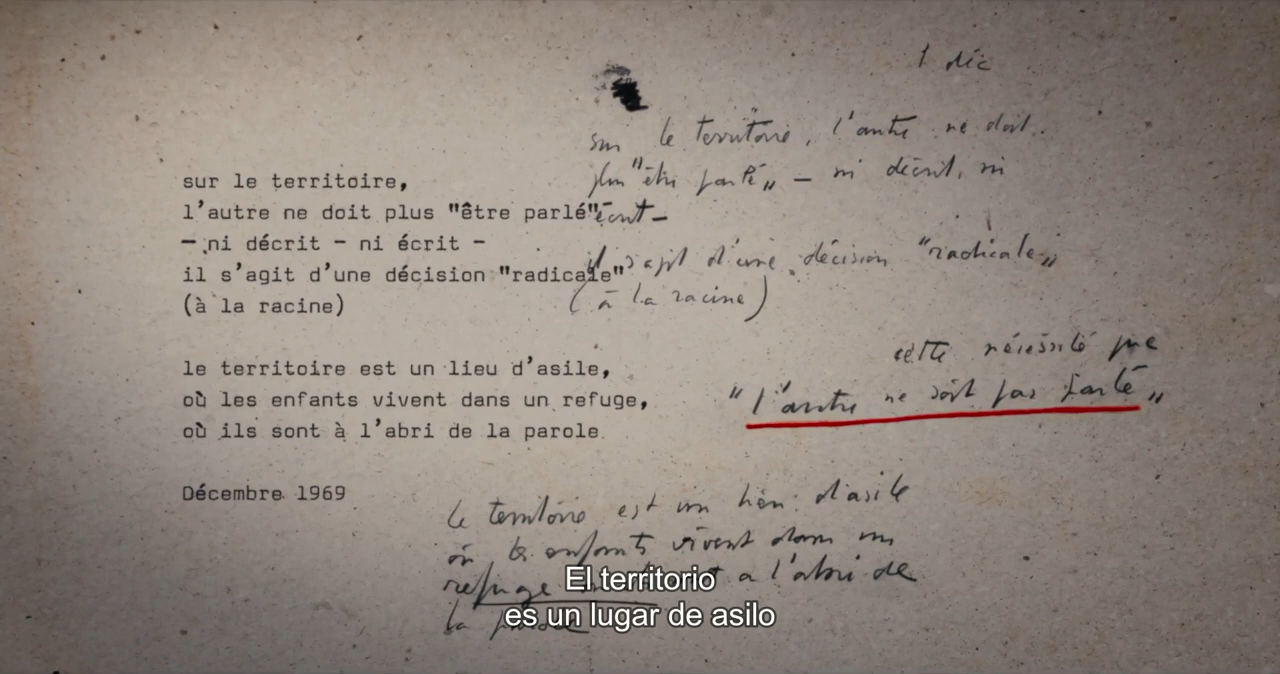 1 déc
sur le territoire, l'autre ne doit
plus "être parlé" – ni décrit, ni
écrit –
il s'agit d'une décision "radicale"
(à la racine)
sur le territoire,
l'autre ne doit plus "être parlé"
– ni décrit – ni écrit –
il s'agit d'une décision "radicale"
(à la racine)
cette nécessité que
"l'autre ne soit pas parlé"
le territoire est un lieu d'asile,
où les enfants vivent dans un refuge,
où ils sont à l'abri de la parole.
Décembre 1969
le territoire est un lieu d'asile
où les enfants vivent dans un
refuge a l'abri de
la parole
El territorio
es un lugar de asilo